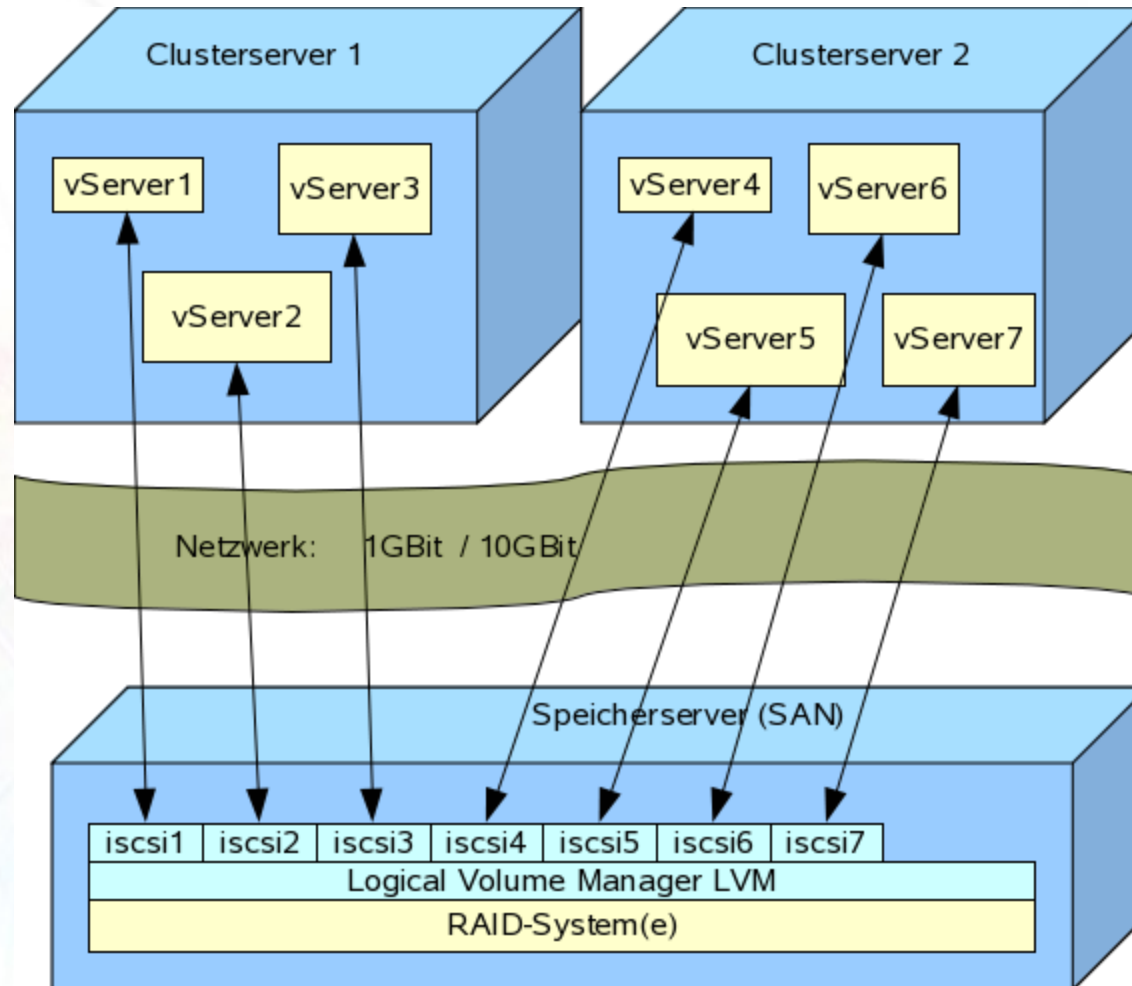 Clusterserver 1
Clusterserver 2
vServer1
vServer3
vServer2
vServer4
vServer6
vServer5
vServer7
Netzwerk: 1GBit / 10GBit
Speicherserver (SAN)
iscsi1 iscsi2 iscsi3 iscsi4 iscsi5 iscsi6 iscsi7
Logical Volume Manager LVM
RAID-System(e)